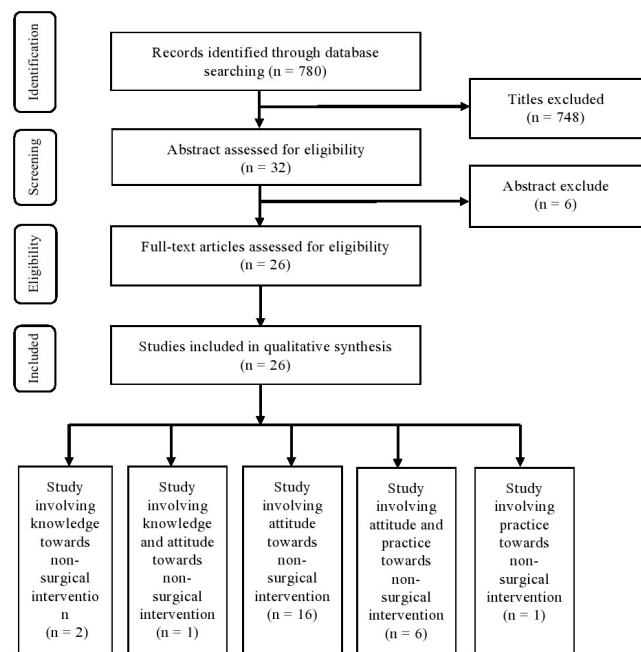 Identification
Records identified through database
searching (n = 780)
Titles excluded
(n = 748)
Screening
Abstract assessed for eligibility
(n = 32)
Abstract exclude
(n = 6)
Eligibility
Full-text articles assessed for eligibility
(n = 26)
Included
Studies included in qualitative synthesis
(n = 26)
Study
involving
knowledge
towards
non-
surgical
interventio
n
(n = 2)
Study
involving
knowledge
and attitude
towards
non-
surgical
intervention
(n = 1)
Study
involving
attitude
towards
non-
surgical
intervention
(n = 16)
Study
involving
attitude and
practice
towards
non-
surgical
intervention
(n = 6)
Study
involving
practice
towards
non-
surgical
intervention
(n = 1)